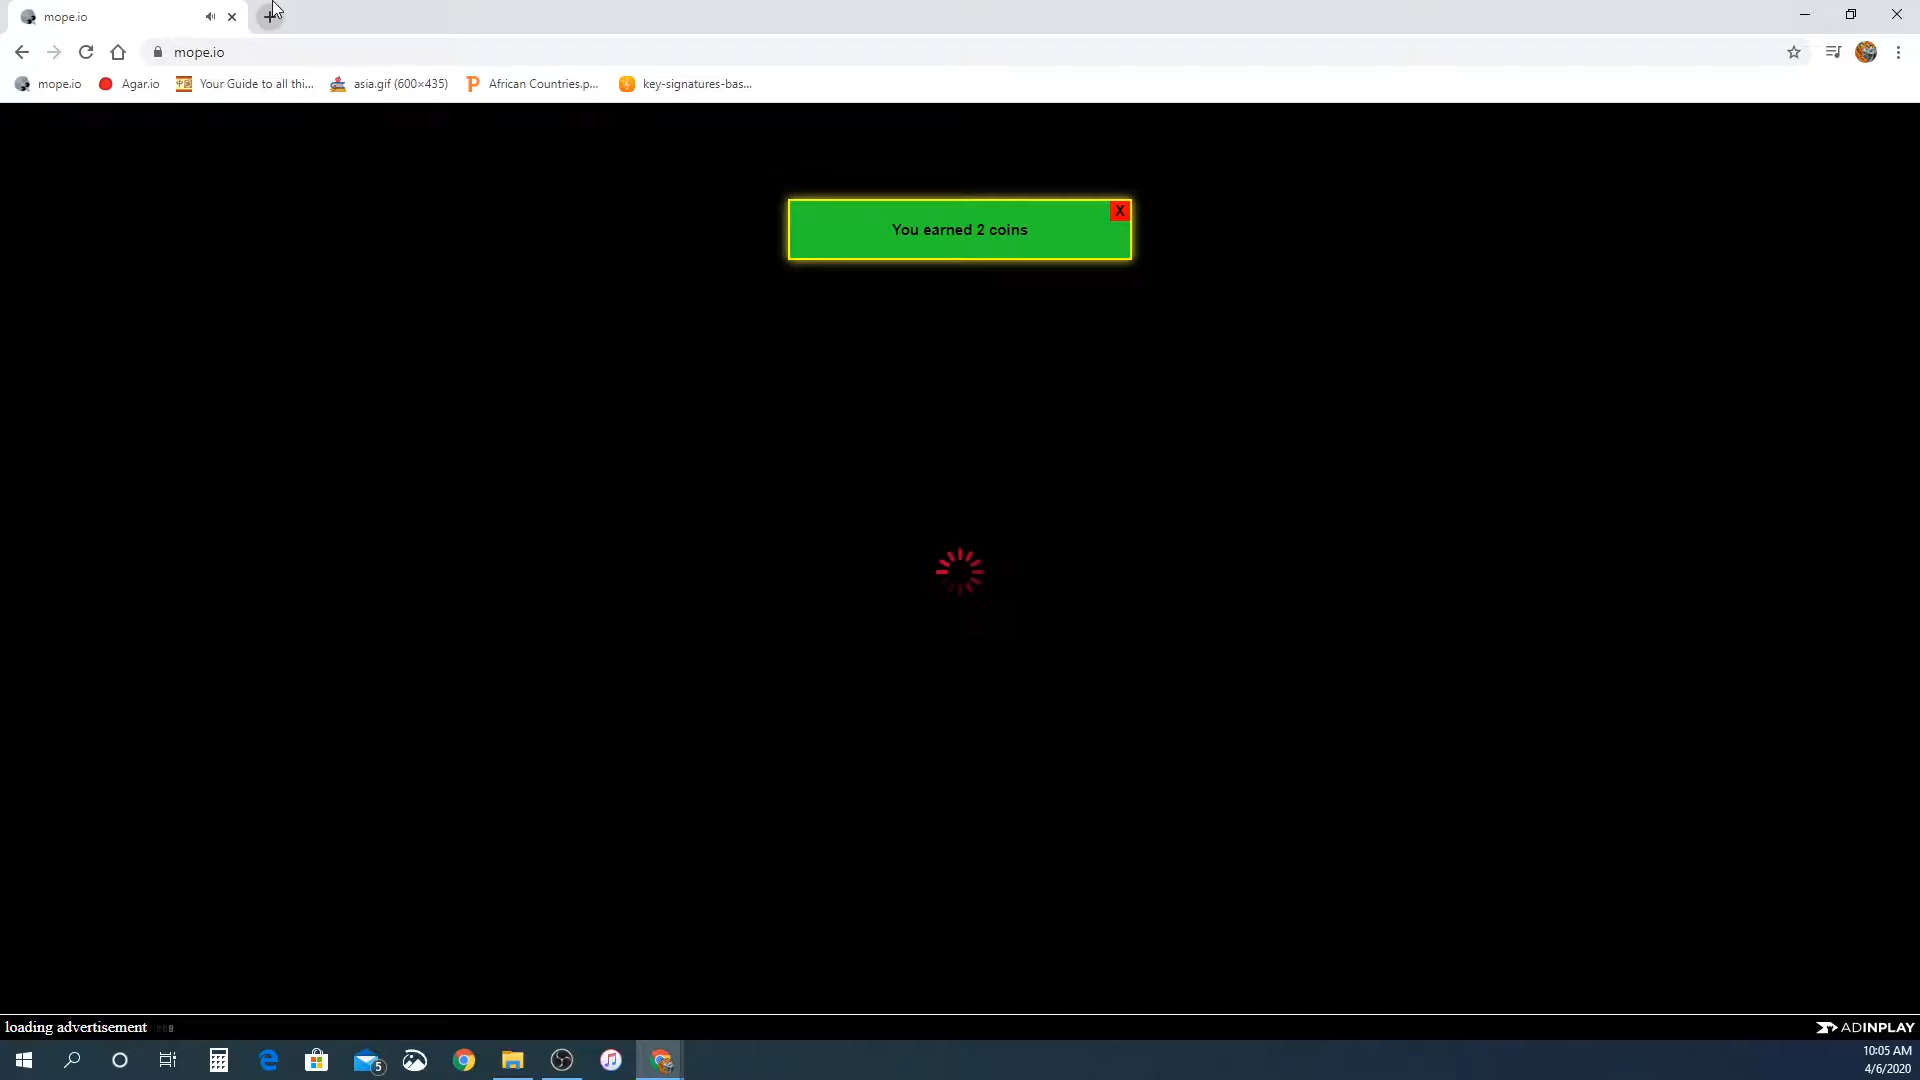 mope.io
mope.io
mope.io
Agar.io
Your Guide to all thi...
asia.gif (600×435)
African Countries.p...
key-signatures-bas...
X
You earned 2 coins
loading advertisement
ADINPLAY
5
10:05 AM
4/6/2020